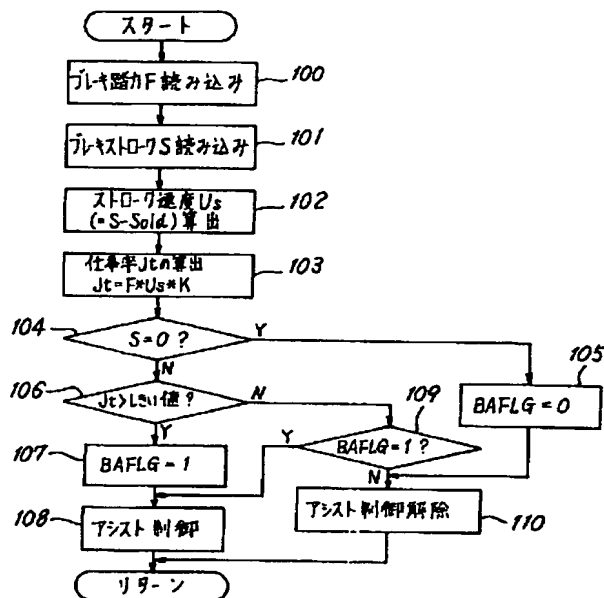 スタート
ブレーキ踏力F読み込み
100
ブレーキストロークS読み込み
101
ストローク速度Us
(=S-Sold)算出
102
仕事率Jtの算出
Jt=F*Us*K
103
104
S=0?
Y
N
105
BAFLG=0
106
Jt>しきい値?
N
Y
109
BAFLG=1?
Y
N
107
BAFLG=1
108
アシスト制御
アシスト制御解除
110
リターン